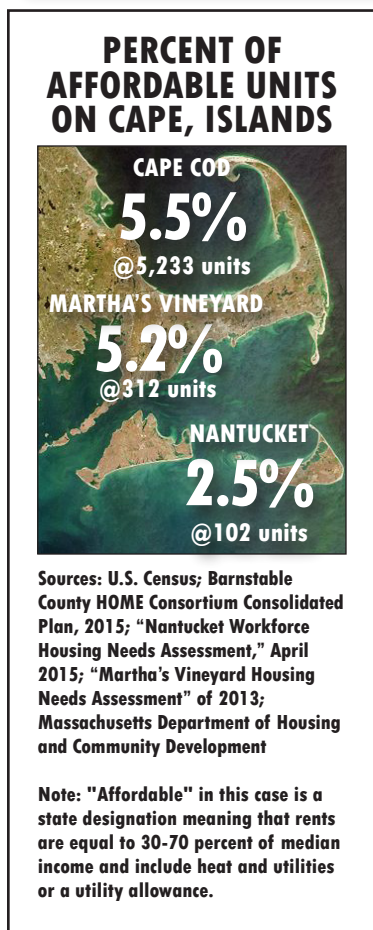 PERCENT OF
AFFORDABLE UNITS
ON CAPE, ISLANDS
CAPE COD
5.5%
@5,233 units
MARTHA'S VINEYARD
5.2%
@312 units
NANTUCKET
2.5%
@102 units
Sources: U.S. Census; Barnstable
County HOME Consortium Consolidated
Plan, 2015; “Nantucket Workforce
Housing Needs Assessment,” April
2015; “Martha’s Vineyard Housing
Needs Assessment” of 2013;
Massachusetts Department of Housing
and Community Development
Note: "Affordable" in this case is a
state designation meaning that rents
are equal to 30-70 percent of median
income and include heat and utilities
or a utility allowance.